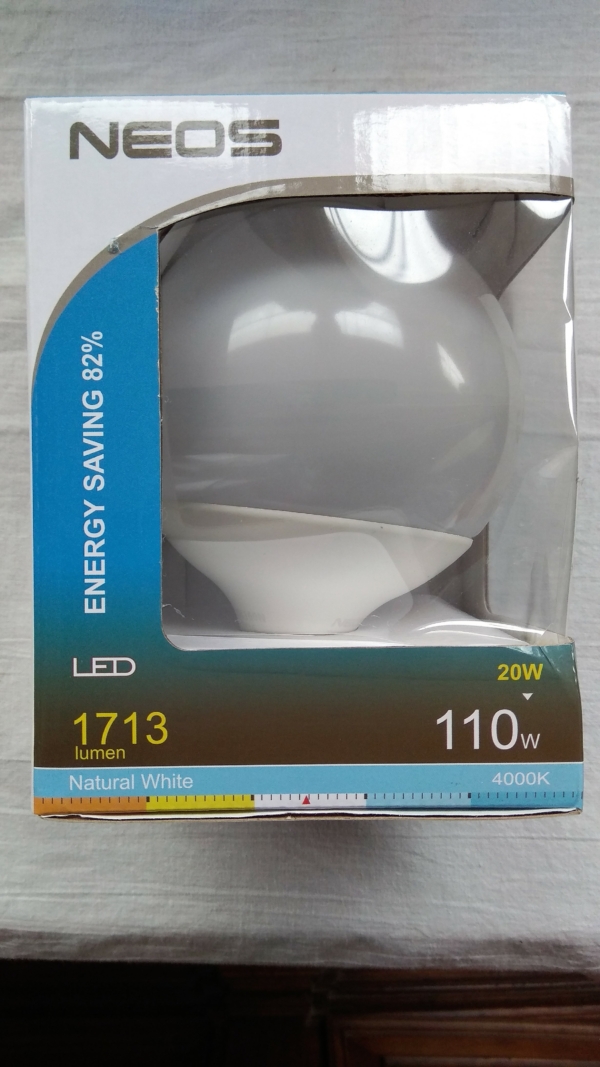 NEOS
ENERGY SAVING 82%
LED
20W
1713
lumen
110W
Natural White
4000K